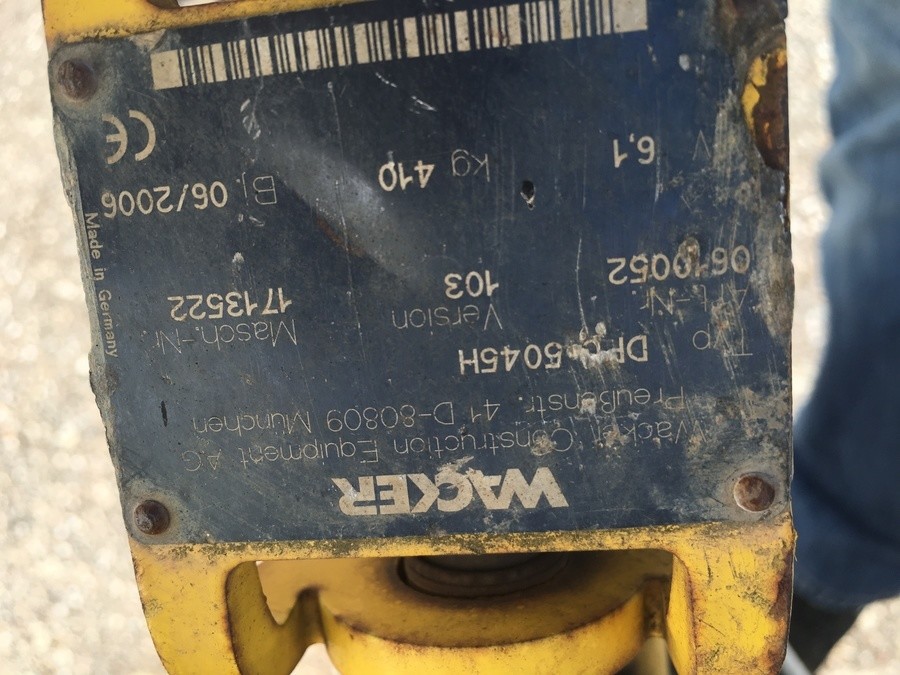 WACKER
Wacker Construction Equipment AG
Preußenstr. 41 D-80809 München
Typ 5045H
Art.-Nr. Version Masch.-Nr.
0610052 103 1713522
6,1 kg 410 Bj. 06/2006
CE
Made in Germany